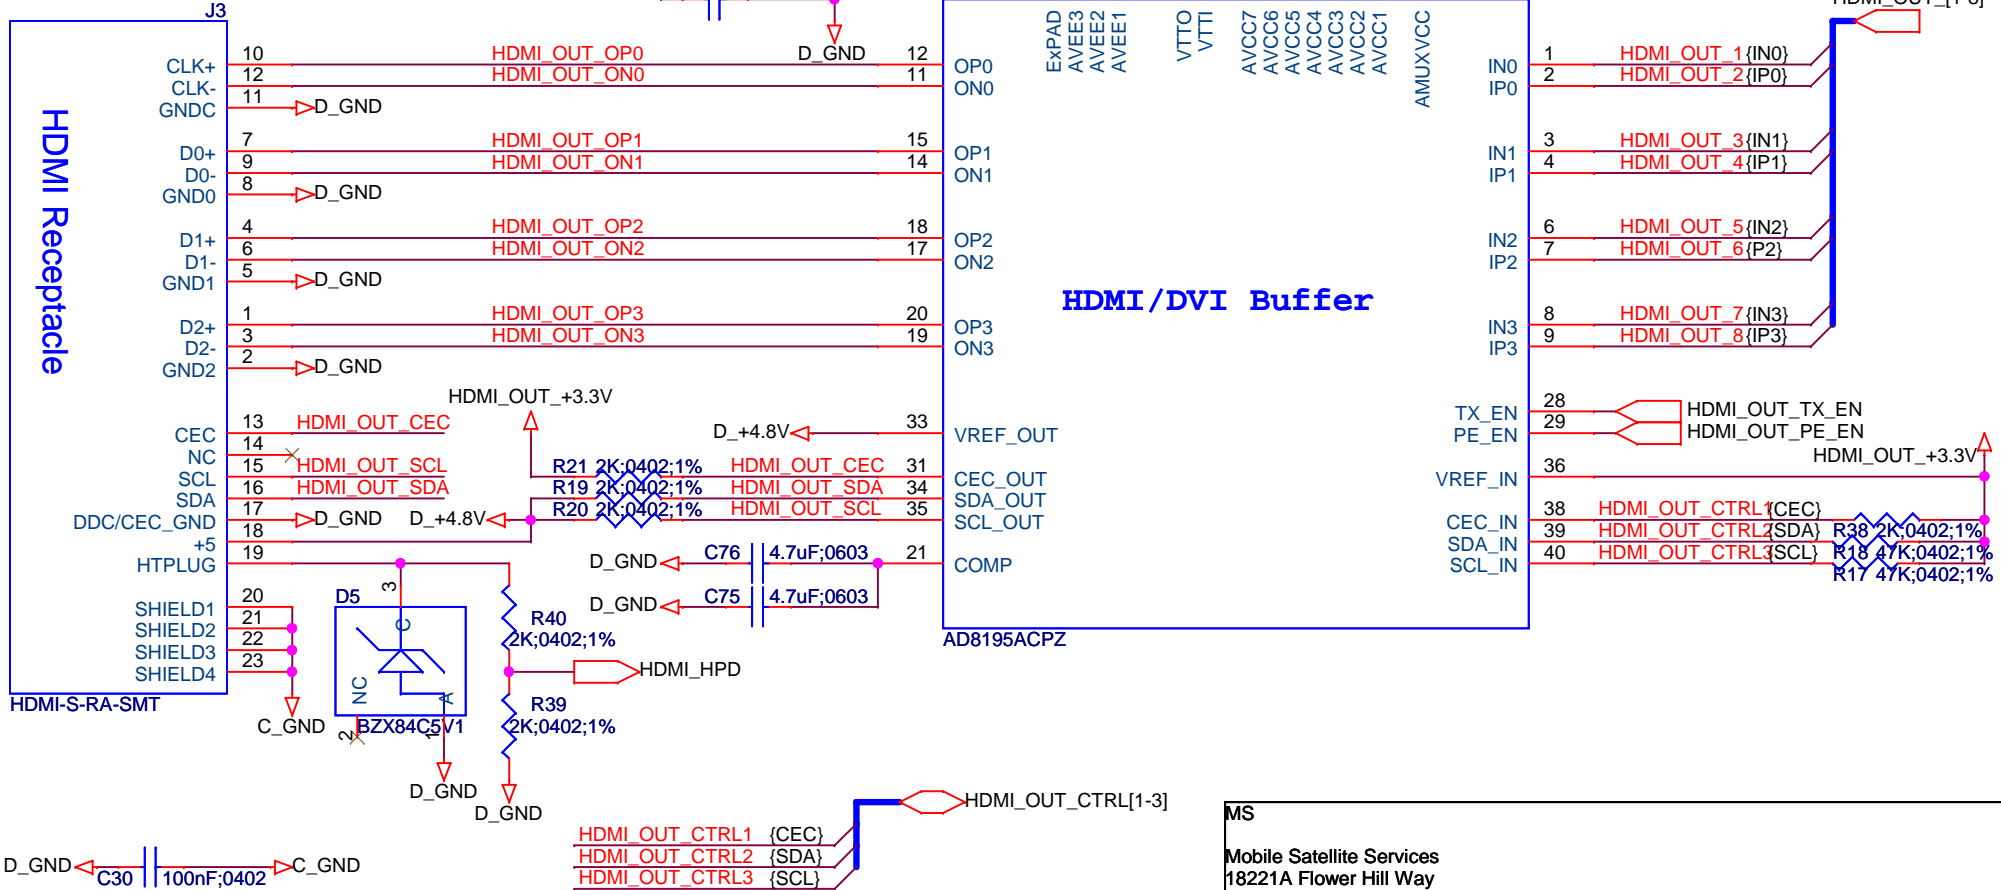 J3
HDMI Receptacle
CLK+ 10 HDMI_OUT_OP0 12 OP0
CLK- 12 HDMI_OUT_ON0 11 ON0
GNDC 11 D_GND
D0+ 7 HDMI_OUT_OP1 15 OP1
D0- 9 HDMI_OUT_ON1 14 ON1
GND0 8 D_GND
D1+ 4 HDMI_OUT_OP2 18 OP2
D1- 6 HDMI_OUT_ON2 17 ON2
GND1 5 D_GND
D2+ 1 HDMI_OUT_OP3 20 OP3
D2- 3 HDMI_OUT_ON3 19 ON3
GND2 2 D_GND
CEC 13 HDMI_OUT_CEC
NC 14
SCL 15 HDMI_OUT_SCL
SDA 16 HDMI_OUT_SDA
DDC/CEC_GND 17 D_GND
+5 18
HTPLUG 19
SHIELD1 20
SHIELD2 21
SHIELD3 22
SHIELD4 23
HDMI-S-RA-SMT
C_GND
D_GND
HDMI_OUT_+3.3V
D_+4.8V 33 VREF_OUT
R21 2K;0402;1% HDMI_OUT_CEC 31 CEC_OUT
R19 2K;0402;1% HDMI_OUT_SDA 34 SDA_OUT
D_+4.8V R20 2K;0402;1% HDMI_OUT_SCL 35 SCL_OUT
D_GND C76 4.7uF;0603 21 COMP
D_GND C75 4.7uF;0603
D5
3
C
NC
A
2
1
BZX84C5V1
D_GND
R40
2K;0402;1%
HDMI_HPD
R39
2K;0402;1%
D_GND
ExPAD
AVEE3
AVEE2
AVEE1
VTTO
VTTI
AVCC7
AVCC6
AVCC5
AVCC4
AVCC3
AVCC2
AVCC1
AMUXVCC
HDMI/DVI Buffer
AD8195ACPZ
HDMI_OUT_[1-8]
IN0 1 HDMI_OUT_1 {IN0}
IP0 2 HDMI_OUT_2 {IP0}
IN1 3 HDMI_OUT_3 {IN1}
IP1 4 HDMI_OUT_4 {IP1}
IN2 6 HDMI_OUT_5 {IN2}
IP2 7 HDMI_OUT_6 {P2}
IN3 8 HDMI_OUT_7 {IN3}
IP3 9 HDMI_OUT_8 {IP3}
TX_EN 28 HDMI_OUT_TX_EN
PE_EN 29 HDMI_OUT_PE_EN
HDMI_OUT_+3.3V
VREF_IN 36
CEC_IN 38 HDMI_OUT_CTRL1 {CEC}
R38 2K;0402;1%
SDA_IN 39 HDMI_OUT_CTRL2 {SDA}
R18 47K;0402;1%
SCL_IN 40 HDMI_OUT_CTRL3 {SCL}
R17 47K;0402;1%
HDMI_OUT_CTRL[1-3]
HDMI_OUT_CTRL1 {CEC}
HDMI_OUT_CTRL2 {SDA}
HDMI_OUT_CTRL3 {SCL}
D_GND C30 100nF;0402 C_GND
MS
Mobile Satellite Services
18221A Flower Hill Way